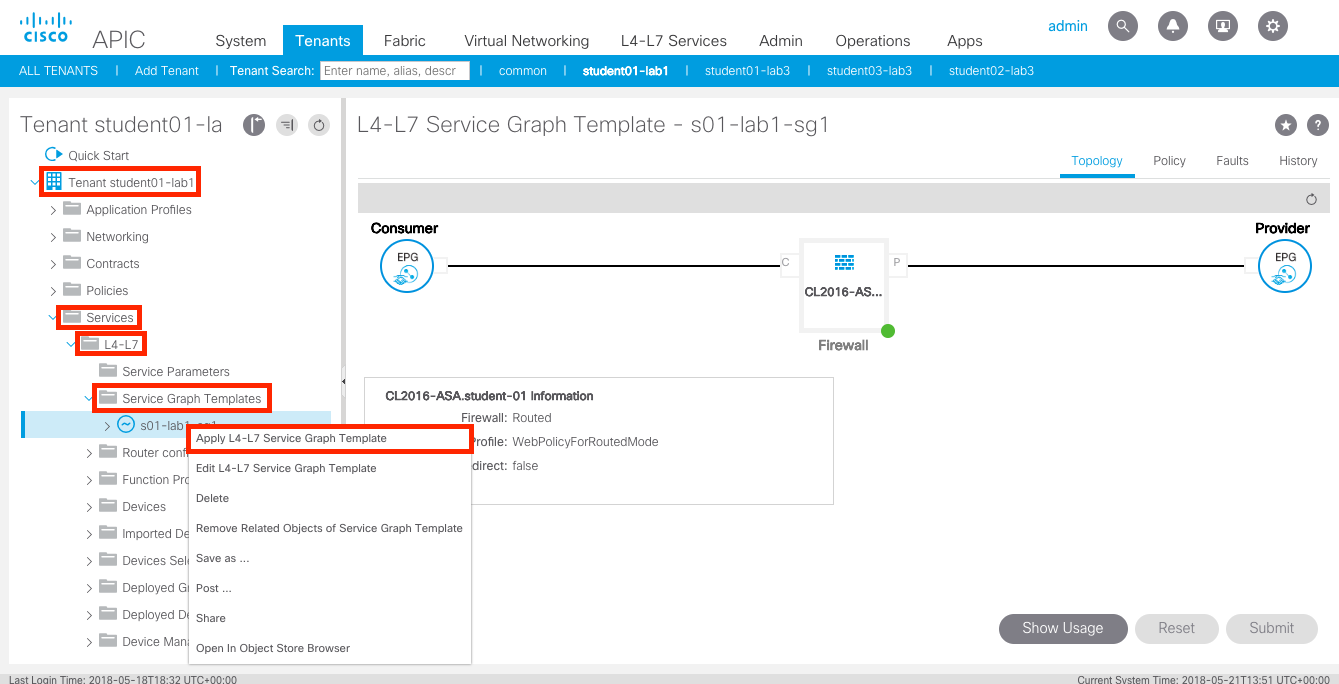 cisco
APIC
System
Tenants
Fabric
Virtual Networking
L4-L7 Services
Admin
Operations
Apps
admin
ALL TENANTS | Add Tenant | Tenant Search: Enter name, alias, descr | common | student01-lab1 | student01-lab3 | student03-lab3 | student02-lab3
Tenant student01-la
Quick Start
Tenant student01-lab1
Application Profiles
Networking
Contracts
Policies
Services
L4-L7
Service Parameters
Service Graph Templates
s01-lab1-sg1
Router conf
Function Pro
Devices
Imported De
Devices Sele
Deployed Gr
Deployed De
Device Mana
Apply L4-L7 Service Graph Template
Edit L4-L7 Service Graph Template
Delete
Remove Related Objects of Service Graph Template
Save as ...
Post ...
Share
Open In Object Store Browser
L4-L7 Service Graph Template - s01-lab1-sg1
?
Topology
Policy
Faults
History
Consumer
EPG
C
CL2016-AS...
P
Firewall
Provider
EPG
CL2016-ASA.student-01 Information
Firewall: Routed
Profile: WebPolicyForRoutedMode
direct: false
Show Usage
Reset
Submit
Last Login Time: 2018-05-18T18:32 UTC+00:00
Current System Time: 2018-05-21T13:51 UTC+00:00